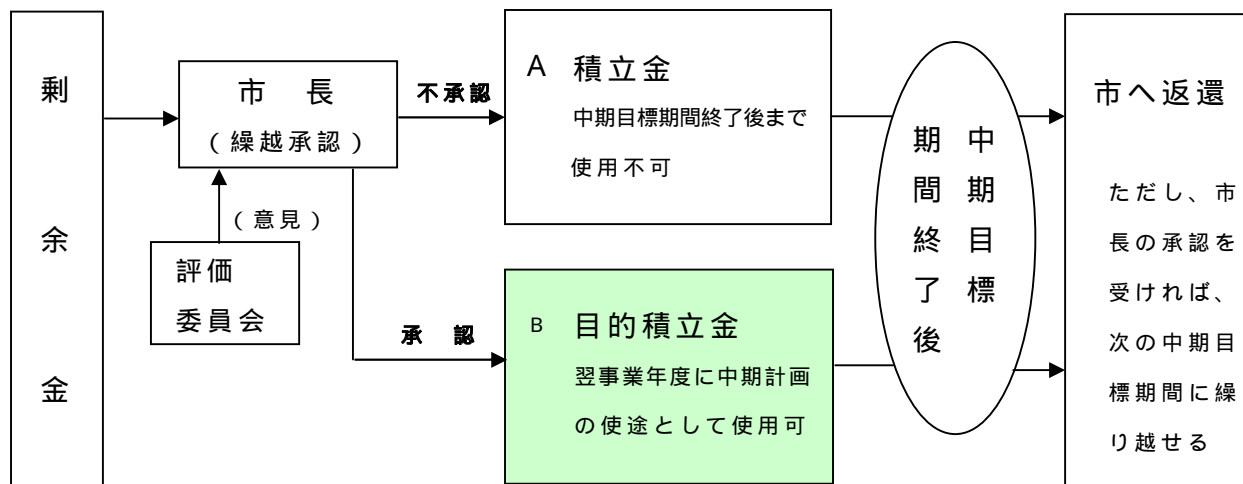 剰余金
市長
（繰越承認）
（意見）
評価
委員会
不承認
承認
A 積立金
中期目標期間終了後まで
使用不可
B 目的積立金
翌事業年度に中期計画
の使途として使用可
中期目標
期間終了後
市へ返還
ただし、市
長の承認を
受ければ、
次の中期目
標期間に繰
り越せる